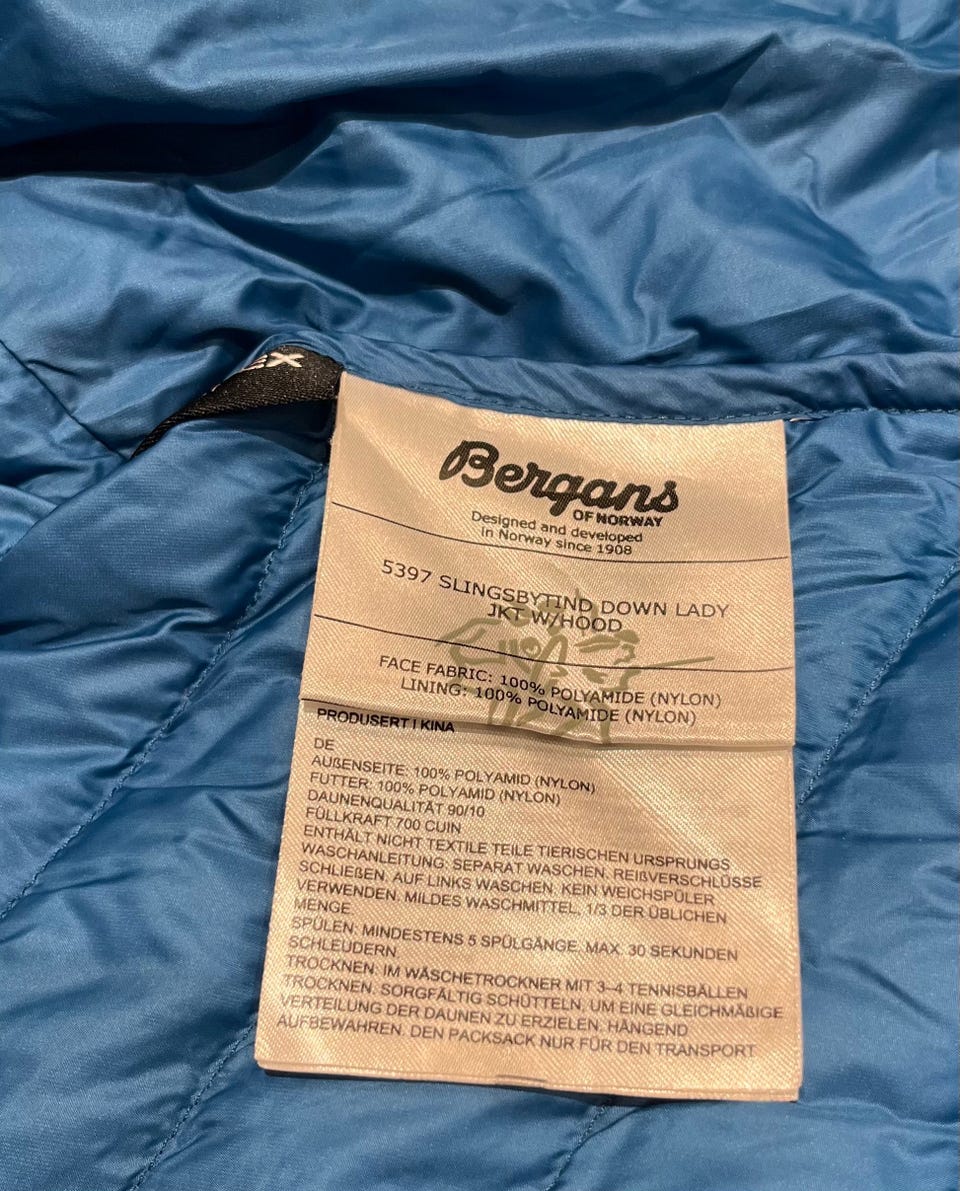 EX
Bergans
OF NORWAY
Designed and developed
in Norway since 1908
5397 SLINGSBYTIND DOWN LADY
JKT W/HOOD
FACE FABRIC: 100% POLYAMIDE (NYLON)
LINING: 100% POLYAMIDE (NYLON)
PRODUSERT I KINA
DE
AUßENSEITE: 100% POLYAMID (NYLON)
FUTTER: 100% POLYAMID (NYLON)
DAUNENQUALITÄT 90/10
FÜLLKRAFT 700 CUIN
ENTHÄLT NICHT TEXTILE TEILE TIERISCHEN URSPRUNGS
WASCHANLEITUNG: SEPARAT WASCHEN. REIßVERSCHLÜSSE
SCHLIEßEN. AUF LINKS WASCHEN. KEIN WEICHSPÜLER
VERWENDEN. MILDES WASCHMITTEL, 1/3 DER ÜBLICHEN
MENGE
SPÜLEN: MINDESTENS 5 SPÜLGÄNGE. MAX. 30 SEKUNDEN
SCHLEUDERN
TROCKNEN: IM WÄSCHETROCKNER MIT 3–4 TENNISBÄLLEN
TROCKNEN. SORGFÄLTIG SCHÜTTELN, UM EINE GLEICHMÄßIGE
VERTEILUNG DER DAUNEN ZU ERZIELEN. HÄNGEND
AUFBEWAHREN. DEN PACKSACK NUR FÜR DEN TRANSPORT